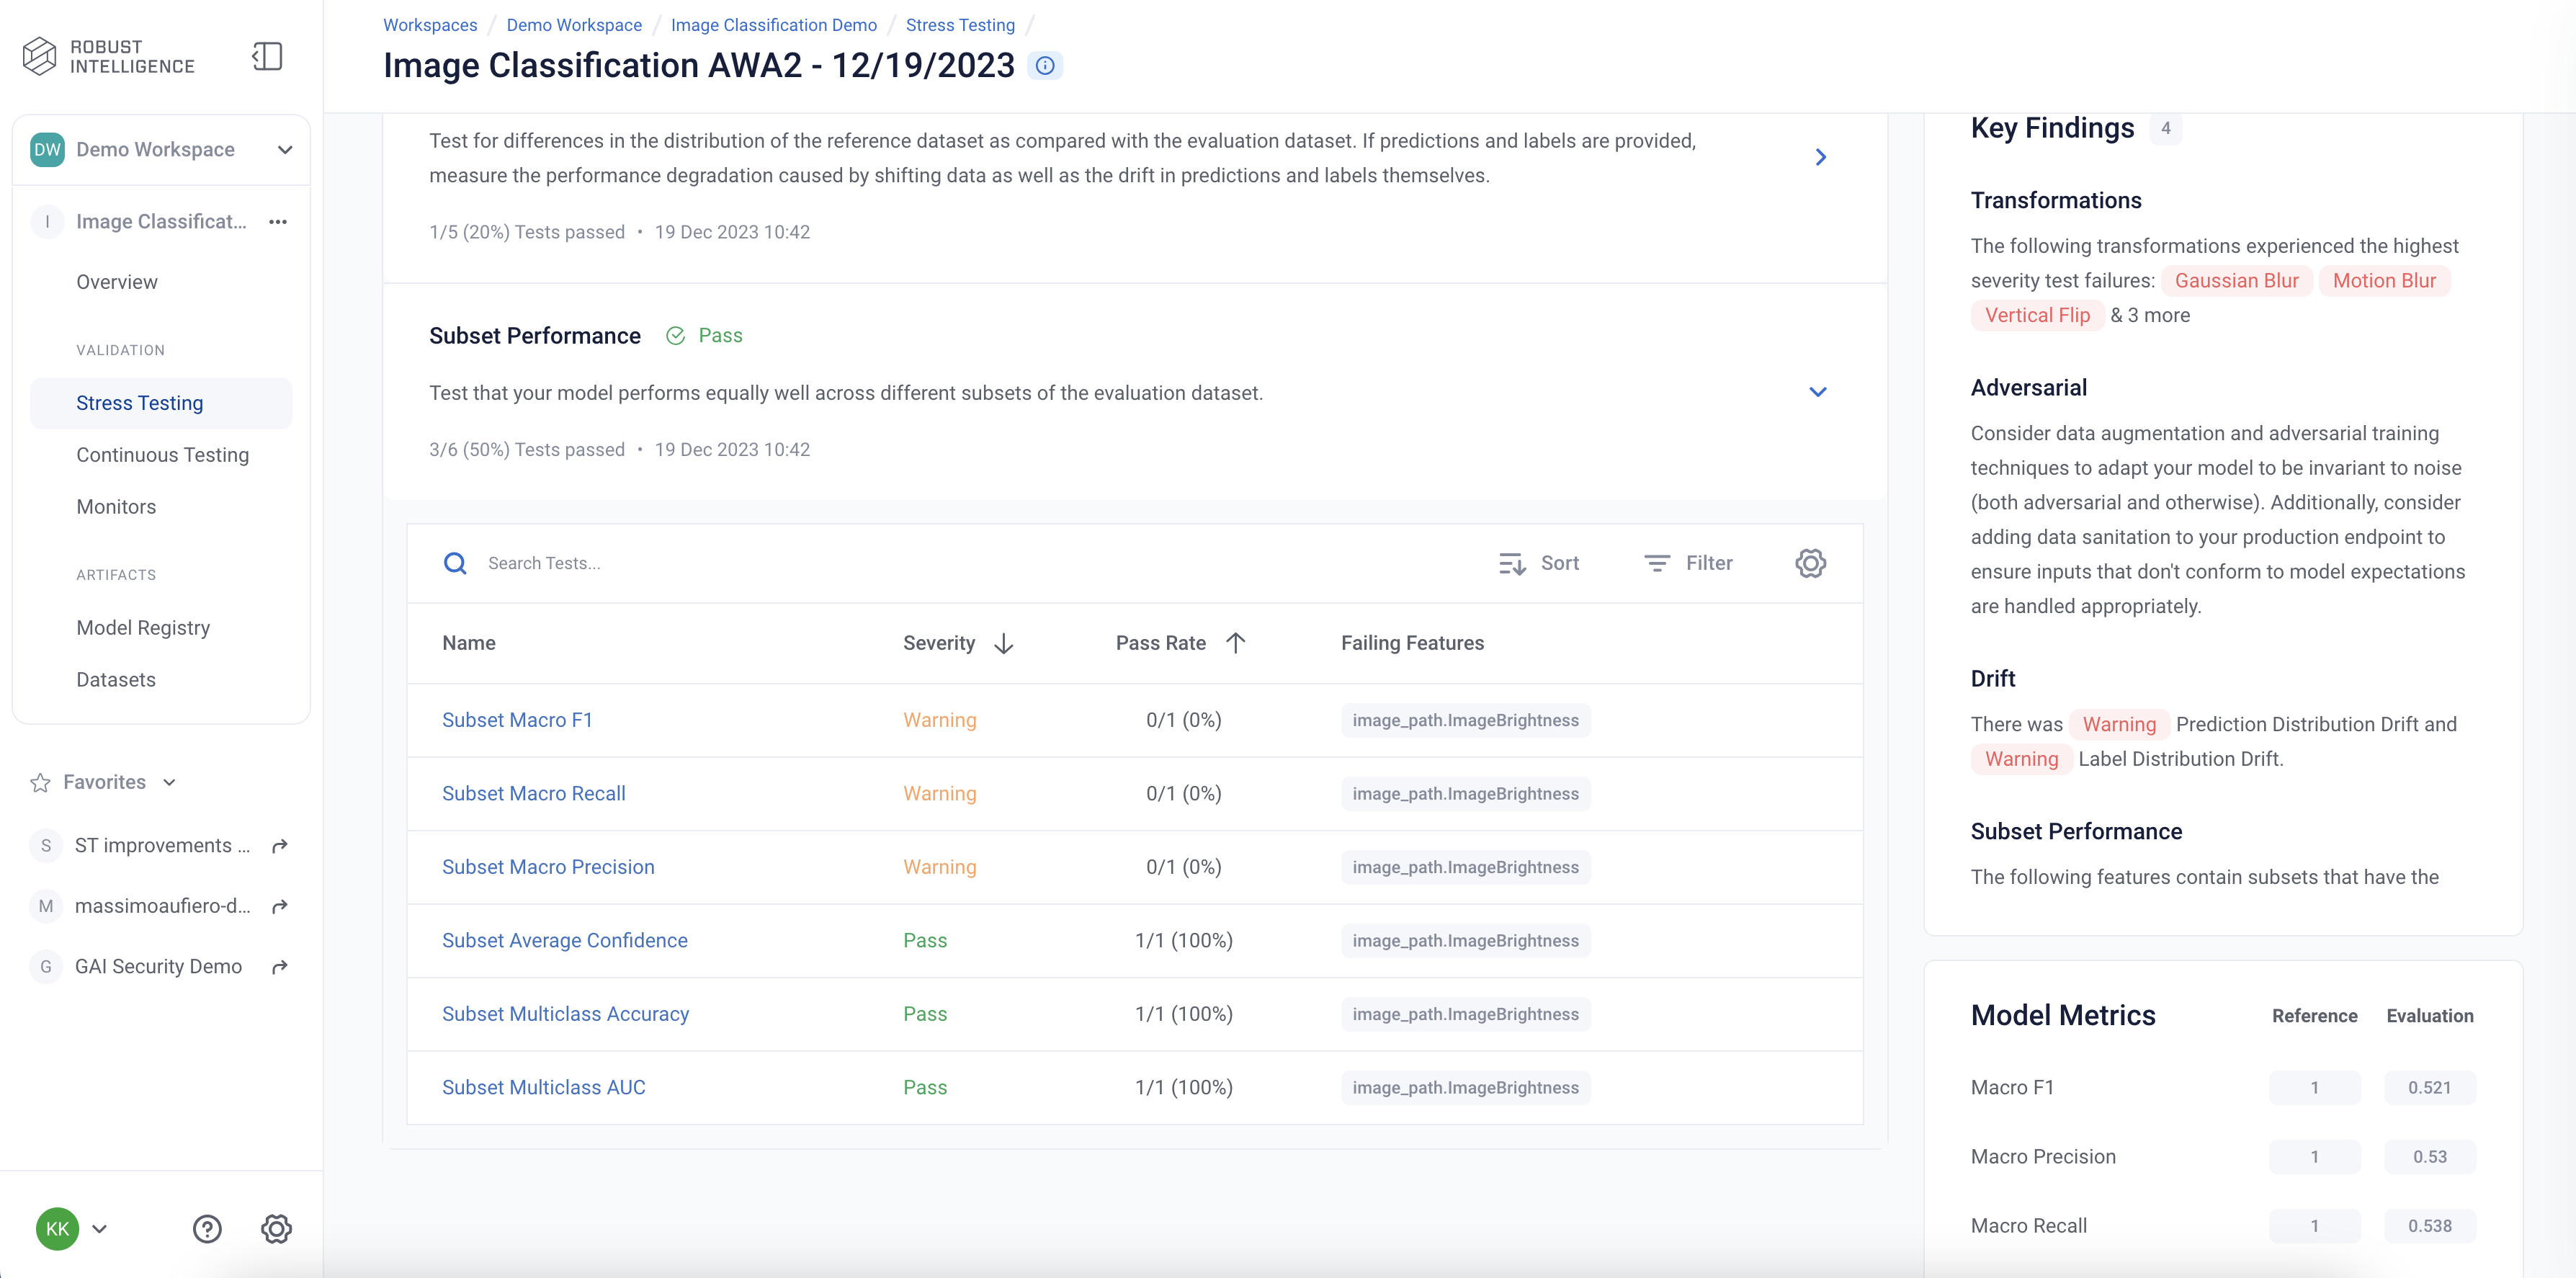 ROBUST
INTELLIGENCE
DW Demo Workspace
I Image Classificat... •••
Overview
VALIDATION
Stress Testing
Continuous Testing
Monitors
ARTIFACTS
Model Registry
Datasets
Favorites
S ST improvements ...
M massimoaufiero-d...
G GAI Security Demo
KK
Workspaces / Demo Workspace / Image Classification Demo / Stress Testing /
Image Classification AWA2 - 12/19/2023
Test for differences in the distribution of the reference dataset as compared with the evaluation dataset. If predictions and labels are provided,
measure the performance degradation caused by shifting data as well as the drift in predictions and labels themselves.
1/5 (20%) Tests passed • 19 Dec 2023 10:42
Subset Performance Pass
Test that your model performs equally well across different subsets of the evaluation dataset.
3/6 (50%) Tests passed • 19 Dec 2023 10:42
Search Tests... Sort Filter
Name Severity Pass Rate Failing Features
Subset Macro F1 Warning 0/1 (0%) image_path.ImageBrightness
Subset Macro Recall Warning 0/1 (0%) image_path.ImageBrightness
Subset Macro Precision Warning 0/1 (0%) image_path.ImageBrightness
Subset Average Confidence Pass 1/1 (100%) image_path.ImageBrightness
Subset Multiclass Accuracy Pass 1/1 (100%) image_path.ImageBrightness
Subset Multiclass AUC Pass 1/1 (100%) image_path.ImageBrightness
Key Findings 4
Transformations
The following transformations experienced the highest
severity test failures: Gaussian Blur Motion Blur
Vertical Flip & 3 more
Adversarial
Consider data augmentation and adversarial training
techniques to adapt your model to be invariant to noise
(both adversarial and otherwise). Additionally, consider
adding data sanitation to your production endpoint to
ensure inputs that don't conform to model expectations
are handled appropriately.
Drift
There was Warning Prediction Distribution Drift and
Warning Label Distribution Drift.
Subset Performance
The following features contain subsets that have the
Model Metrics Reference Evaluation
Macro F1 1 0.521
Macro Precision 1 0.53
Macro Recall 1 0.538